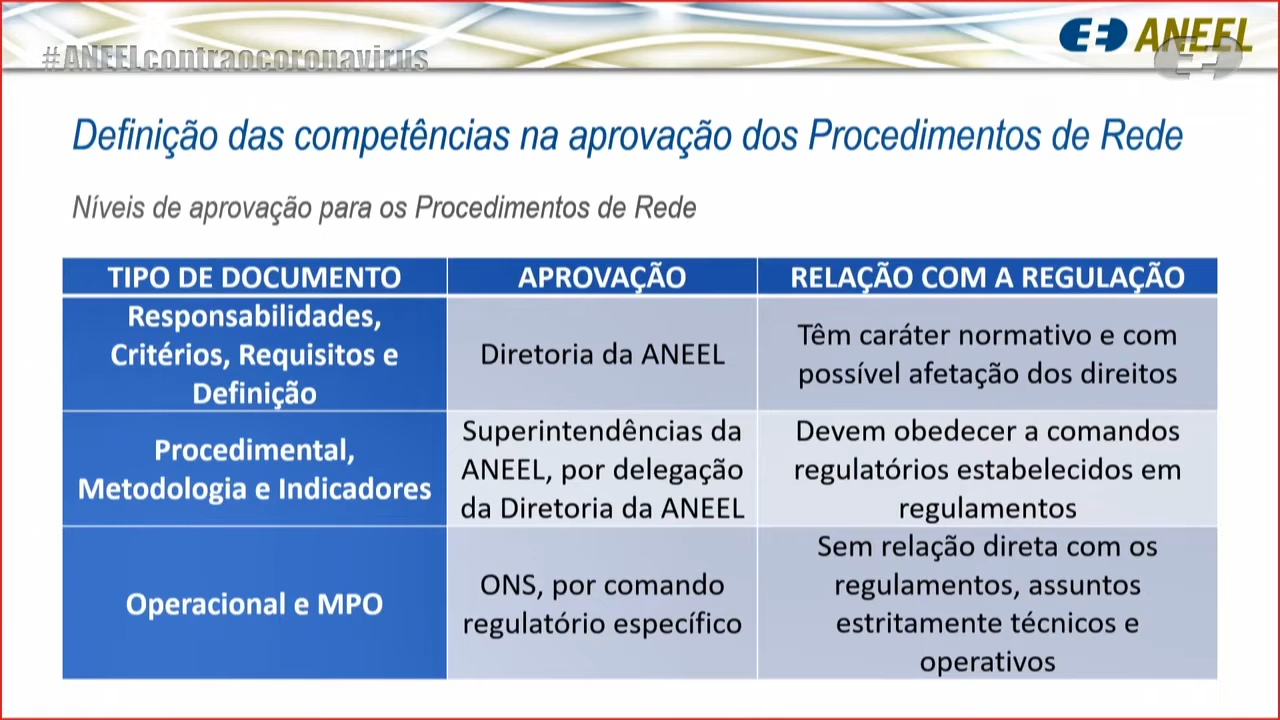 ANEEL
#ANEELcontraocoronavirus
Definição das competências na aprovação dos Procedimentos de Rede
Níveis de aprovação para os Procedimentos de Rede
TIPO DE DOCUMENTO
APROVAÇÃO
RELAÇÃO COM A REGULAÇÃO
Responsabilidades,
Critérios, Requisitos e
Definição
Diretoria da ANEEL
Têm caráter normativo e com
possível afetação dos direitos
Procedimental,
Metodologia e Indicadores
Superintendências da
ANEEL, por delegação
da Diretoria da ANEEL
Devem obedecer a comandos
regulatórios estabelecidos em
regulamentos
Operacional e MPO
ONS, por comando
regulatório específico
Sem relação direta com os
regulamentos, assuntos
estritamente técnicos e
operativos